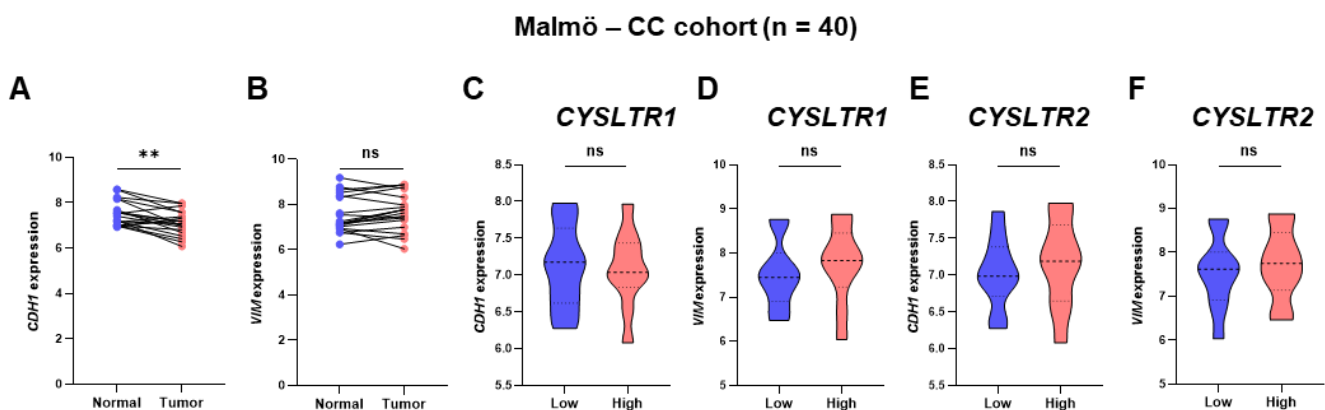 Malmö – CC cohort (n = 40)
A
B
C
D
E
F
CYSLTR1
CYSLTR1
CYSLTR2
CYSLTR2
**
ns
ns
ns
ns
ns
CDH1 expression
10
8
6
4
2
0
Normal Tumor
VIM expression
10
8
6
4
2
0
Normal Tumor
CDH1 expression
8.5
8.0
7.5
7.0
6.5
6.0
5.5
Low High
VIM expression
10
9
8
7
6
5
Low High
CDH1 expression
8.5
8.0
7.5
7.0
6.5
6.0
5.5
Low High
VIM expression
10
9
8
7
6
5
Low High